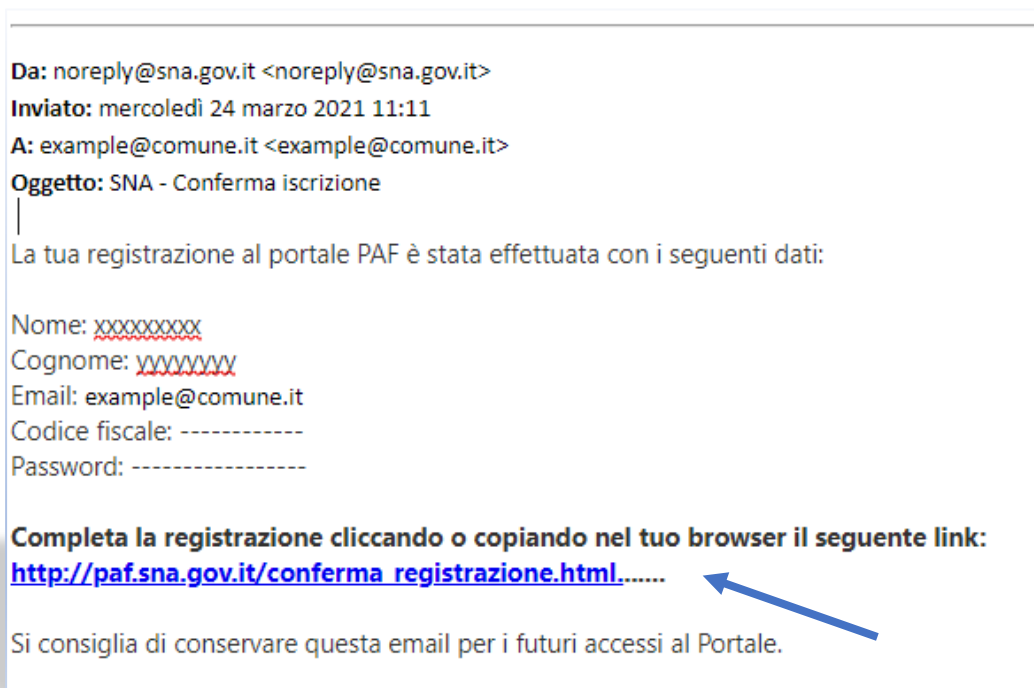 Da: noreply@sna.gov.it <noreply@sna.gov.it>
Inviato: mercoledì 24 marzo 2021 11:11
A: example@comune.it <example@comune.it>
Oggetto: SNA - Conferma iscrizione
La tua registrazione al portale PAF è stata effettuata con i seguenti dati:
Nome: xxxxxxxxx
Cognome: yyyyyyyy
Email: example@comune.it
Codice fiscale: ------------
Password: -----------------
Completa la registrazione cliccando o copiando nel tuo browser il seguente link:
http://paf.sna.gov.it/conferma_registrazione.html.......
Si consiglia di conservare questa email per i futuri accessi al Portale.